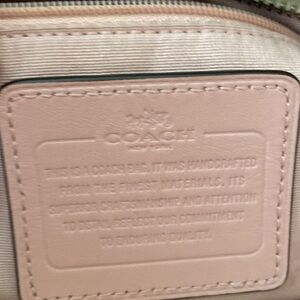 COACH
NEW YORK
THIS IS A COACH BAG. IT WAS HANDCRAFTED
FROM THE FINEST MATERIALS. ITS
SUPERIOR CRAFTSMANSHIP AND ATTENTION
TO DETAIL REFLECT OUR COMMITMENT
TO ENDURING QUALITY.